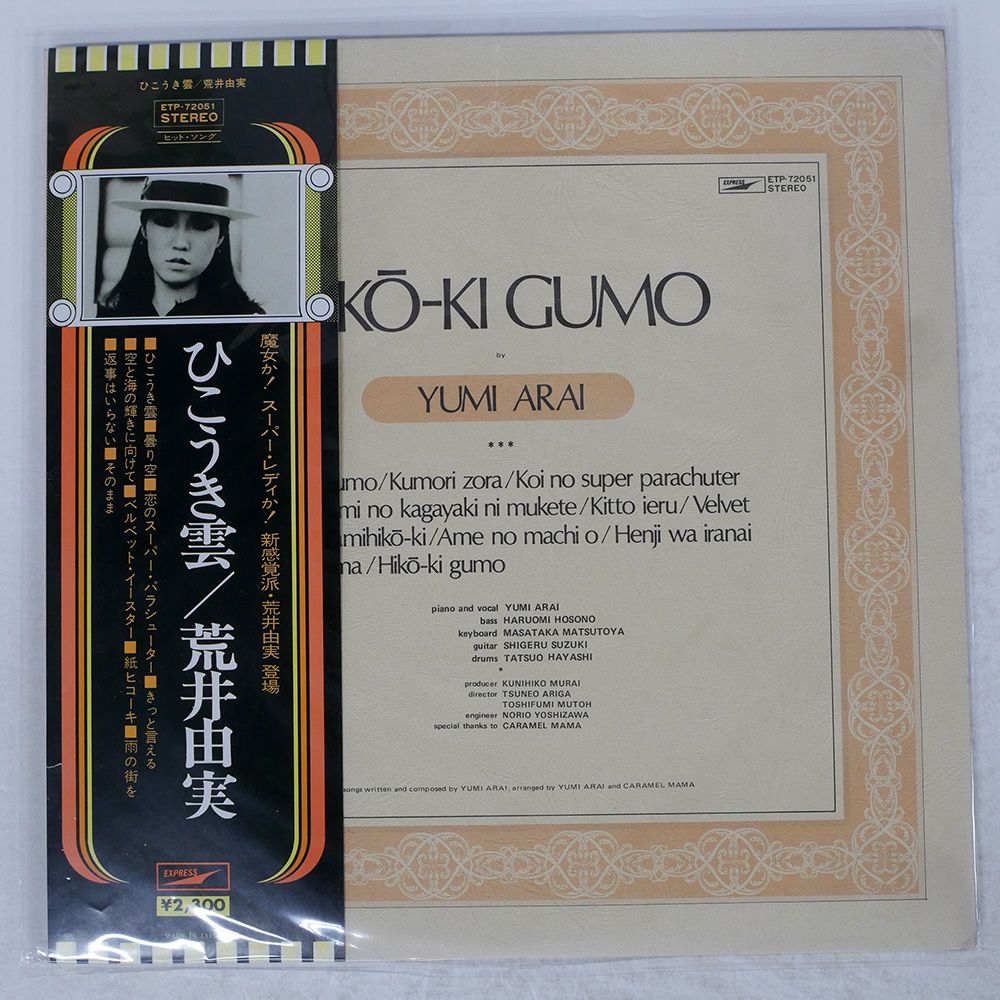 ひこうき雲/荒井由実
ETP-72051
STEREO
ヒット・ソング
魔女か!スーパー・レディか!新感覚派・荒井由実 登場
ひこうき雲/荒井由実
■ひこうき雲■曇り空■恋のスーパー・パラシューター■きっと言える
■空と海の輝きに向けて■ベルベット・イースター■紙ヒコーキ■雨の街を
■返事はいらない■そのまま
EXPRESS
¥2,300
MADE IN JAPAN
EXPRESS
ETP-72051
STEREO
KŌ-KI GUMO
by
YUMI ARAI
***
umo/Kumori zora/Koi no super parachuter
mi no kagayaki ni mukete/Kitto ieru/Velvet
amihikō-ki/Ame no machi o/Henji wa iranai
ma/Hikō-ki gumo
piano and vocal YUMI ARAI
bass HARUOMI HOSONO
keyboard MASATAKA MATSUTOYA
guitar SHIGERU SUZUKI
drums TATSUO HAYASHI
*
producer KUNIHIKO MURAI
director TSUNEO ARIGA
TOSHIFUMI MUTOH
engineer NORIO YOSHIZAWA
special thanks to CARAMEL MAMA
songs written and composed by YUMI ARAI, arranged by YUMI ARAI and CARAMEL MAMA